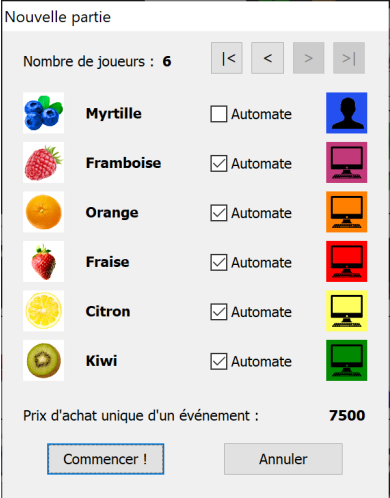 Nouvelle partie
Nombre de joueurs : 6 |< < > >|
Myrtille Automate
Framboise Automate
Orange Automate
Fraise Automate
Citron Automate
Kiwi Automate
Prix d'achat unique d'un événement : 7500
Commencer ! Annuler